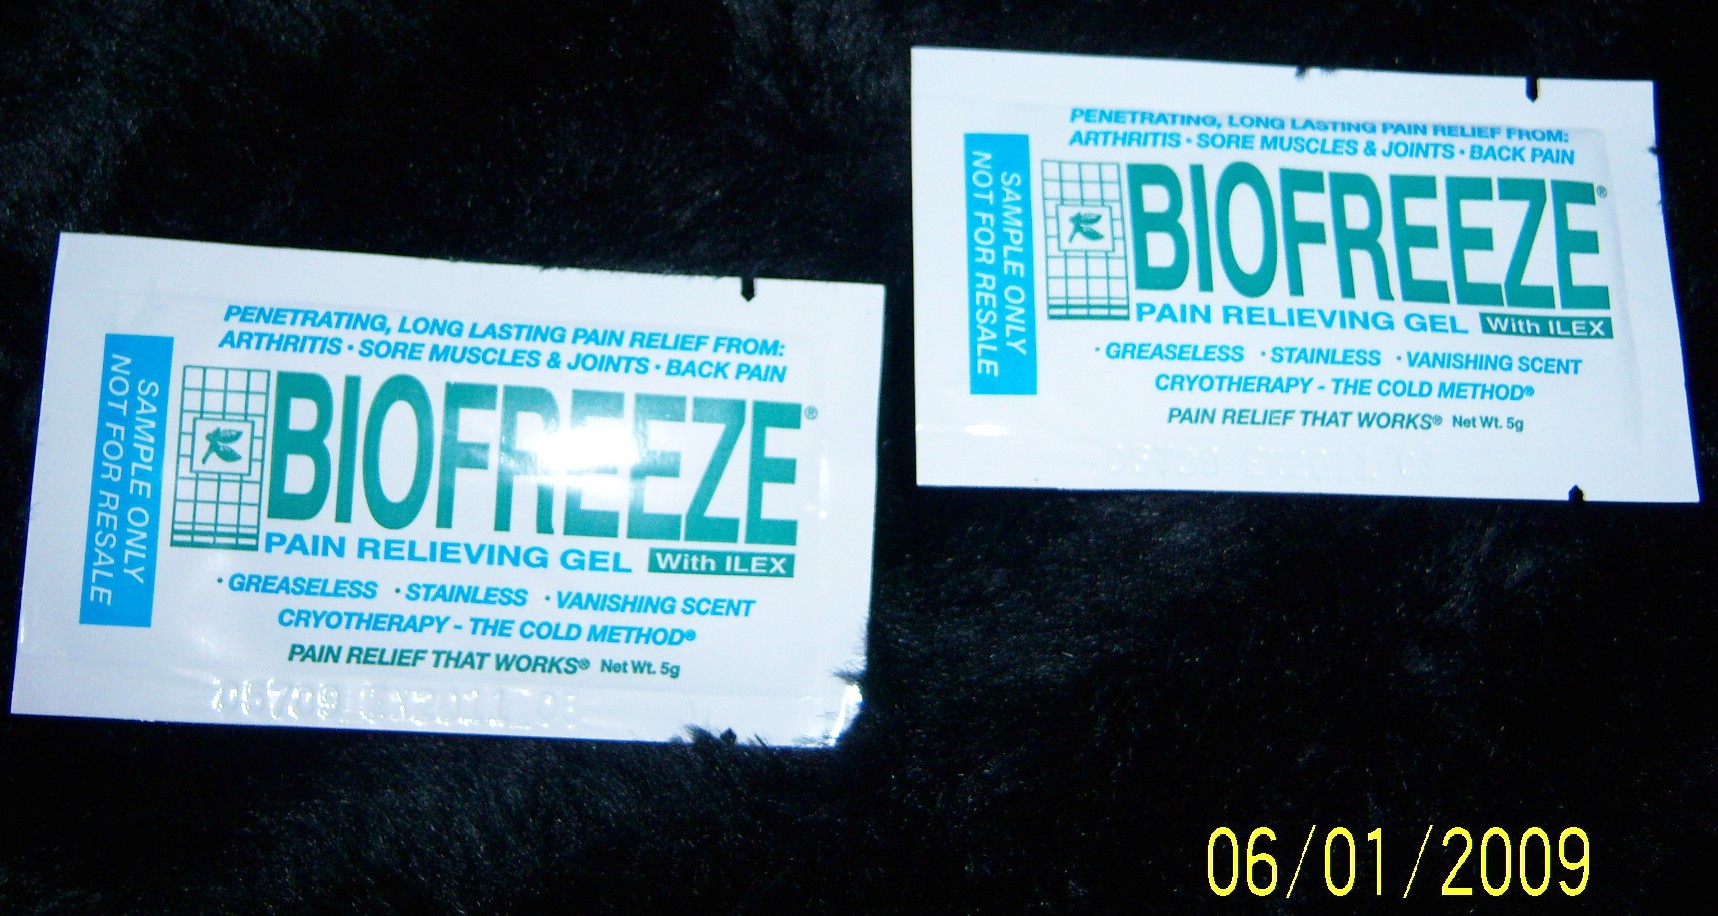 PENETRATING, LONG LASTING PAIN RELIEF FROM:
ARTHRITIS • SORE MUSCLES & JOINTS • BACK PAIN
SAMPLE ONLY
NOT FOR RESALE
BIOFREEZE®
PAIN RELIEVING GEL With ILEX
• GREASELESS • STAINLESS • VANISHING SCENT
CRYOTHERAPY - THE COLD METHOD®
PAIN RELIEF THAT WORKS® Net Wt. 5g
PENETRATING, LONG LASTING PAIN RELIEF FROM:
ARTHRITIS • SORE MUSCLES & JOINTS • BACK PAIN
SAMPLE ONLY
NOT FOR RESALE
BIOFREEZE®
PAIN RELIEVING GEL With ILEX
• GREASELESS • STAINLESS • VANISHING SCENT
CRYOTHERAPY - THE COLD METHOD®
PAIN RELIEF THAT WORKS® Net Wt. 5g
06/01/2009